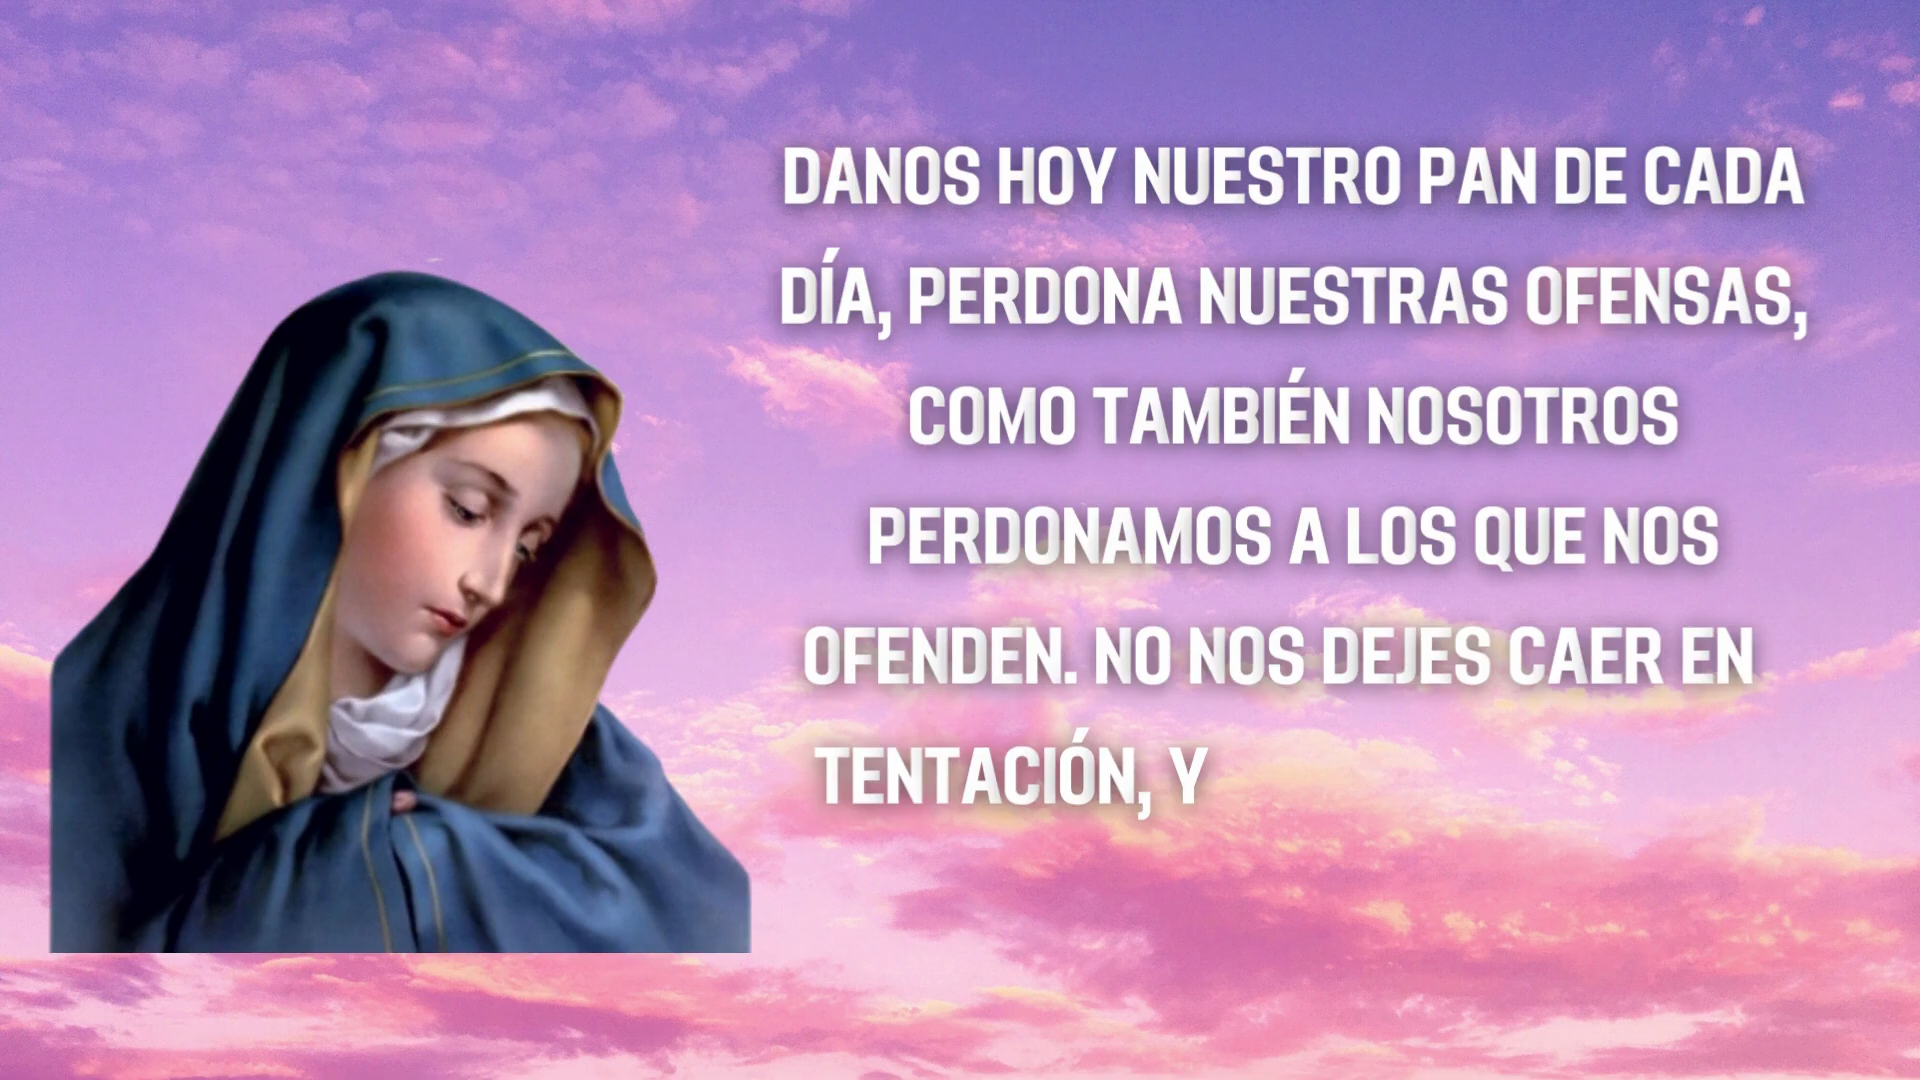 DANOS HOY NUESTRO PAN DE CADA
DÍA, PERDONA NUESTRAS OFENSAS,
COMO TAMBIÉN NOSOTROS
PERDONAMOS A LOS QUE NOS
OFENDEN. NO NOS DEJES CAER EN
TENTACIÓN, Y